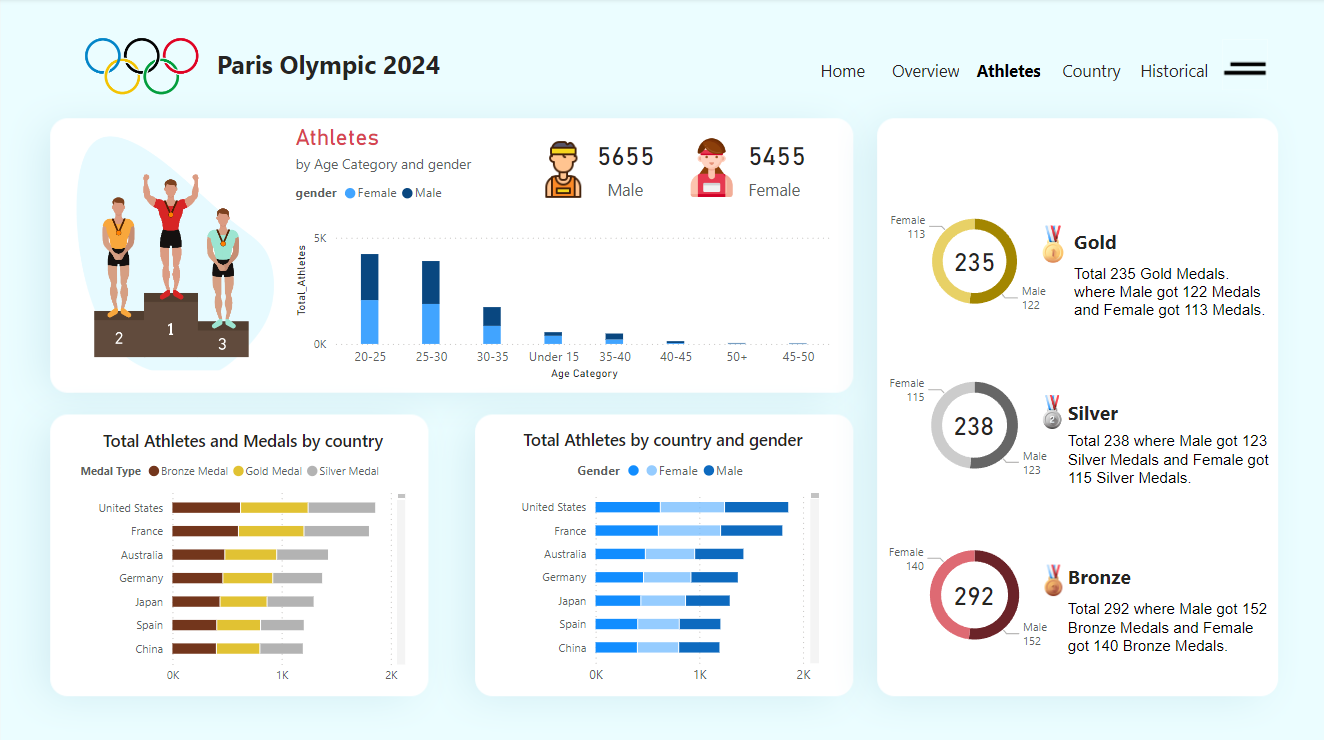 Paris Olympic 2024
Home Overview Athletes Country Historical
Athletes
by Age Category and gender
gender Female Male
5655
Male
5455
Female
2
1
3
Total_Athletes
5K
0K
20-25 25-30 30-35 Under 15 35-40 40-45 50+ 45-50
Age Category
Total Athletes and Medals by country
Medal Type Bronze Medal Gold Medal Silver Medal
United States
France
Australia
Germany
Japan
Spain
China
0K 1K 2K
Total Athletes by country and gender
Gender Female Male
United States
France
Australia
Germany
Japan
Spain
China
0K 1K 2K
Female
113
235
Male
122
1
Gold
Total 235 Gold Medals.
where Male got 122 Medals
and Female got 113 Medals.
Female
115
238
Male
123
2
Silver
Total 238 where Male got 123
Silver Medals and Female got
115 Silver Medals.
Female
140
292
Male
152
Bronze
Total 292 where Male got 152
Bronze Medals and Female
got 140 Bronze Medals.